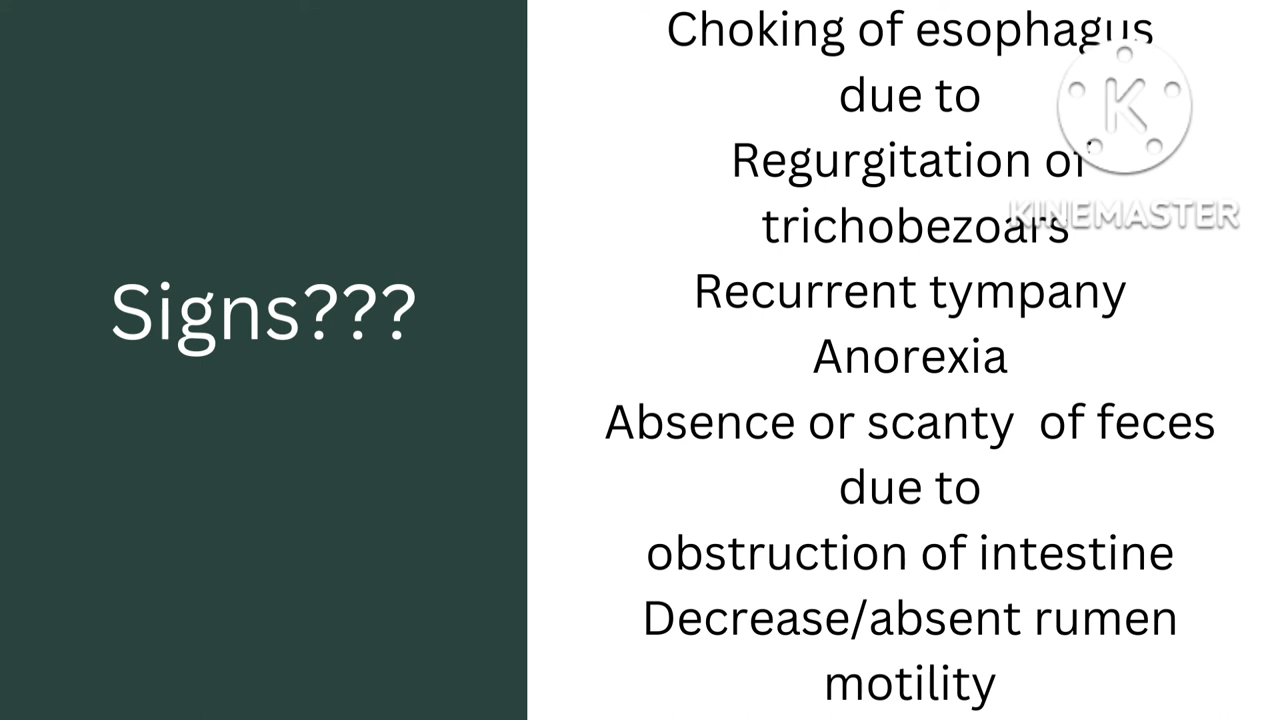 Signs???
Choking of esophagus
due to
Regurgitation of
trichobezoars
Recurrent tympany
Anorexia
Absence or scanty  of feces
due to
obstruction of intestine
Decrease/absent rumen
motility
K
KINEMASTER